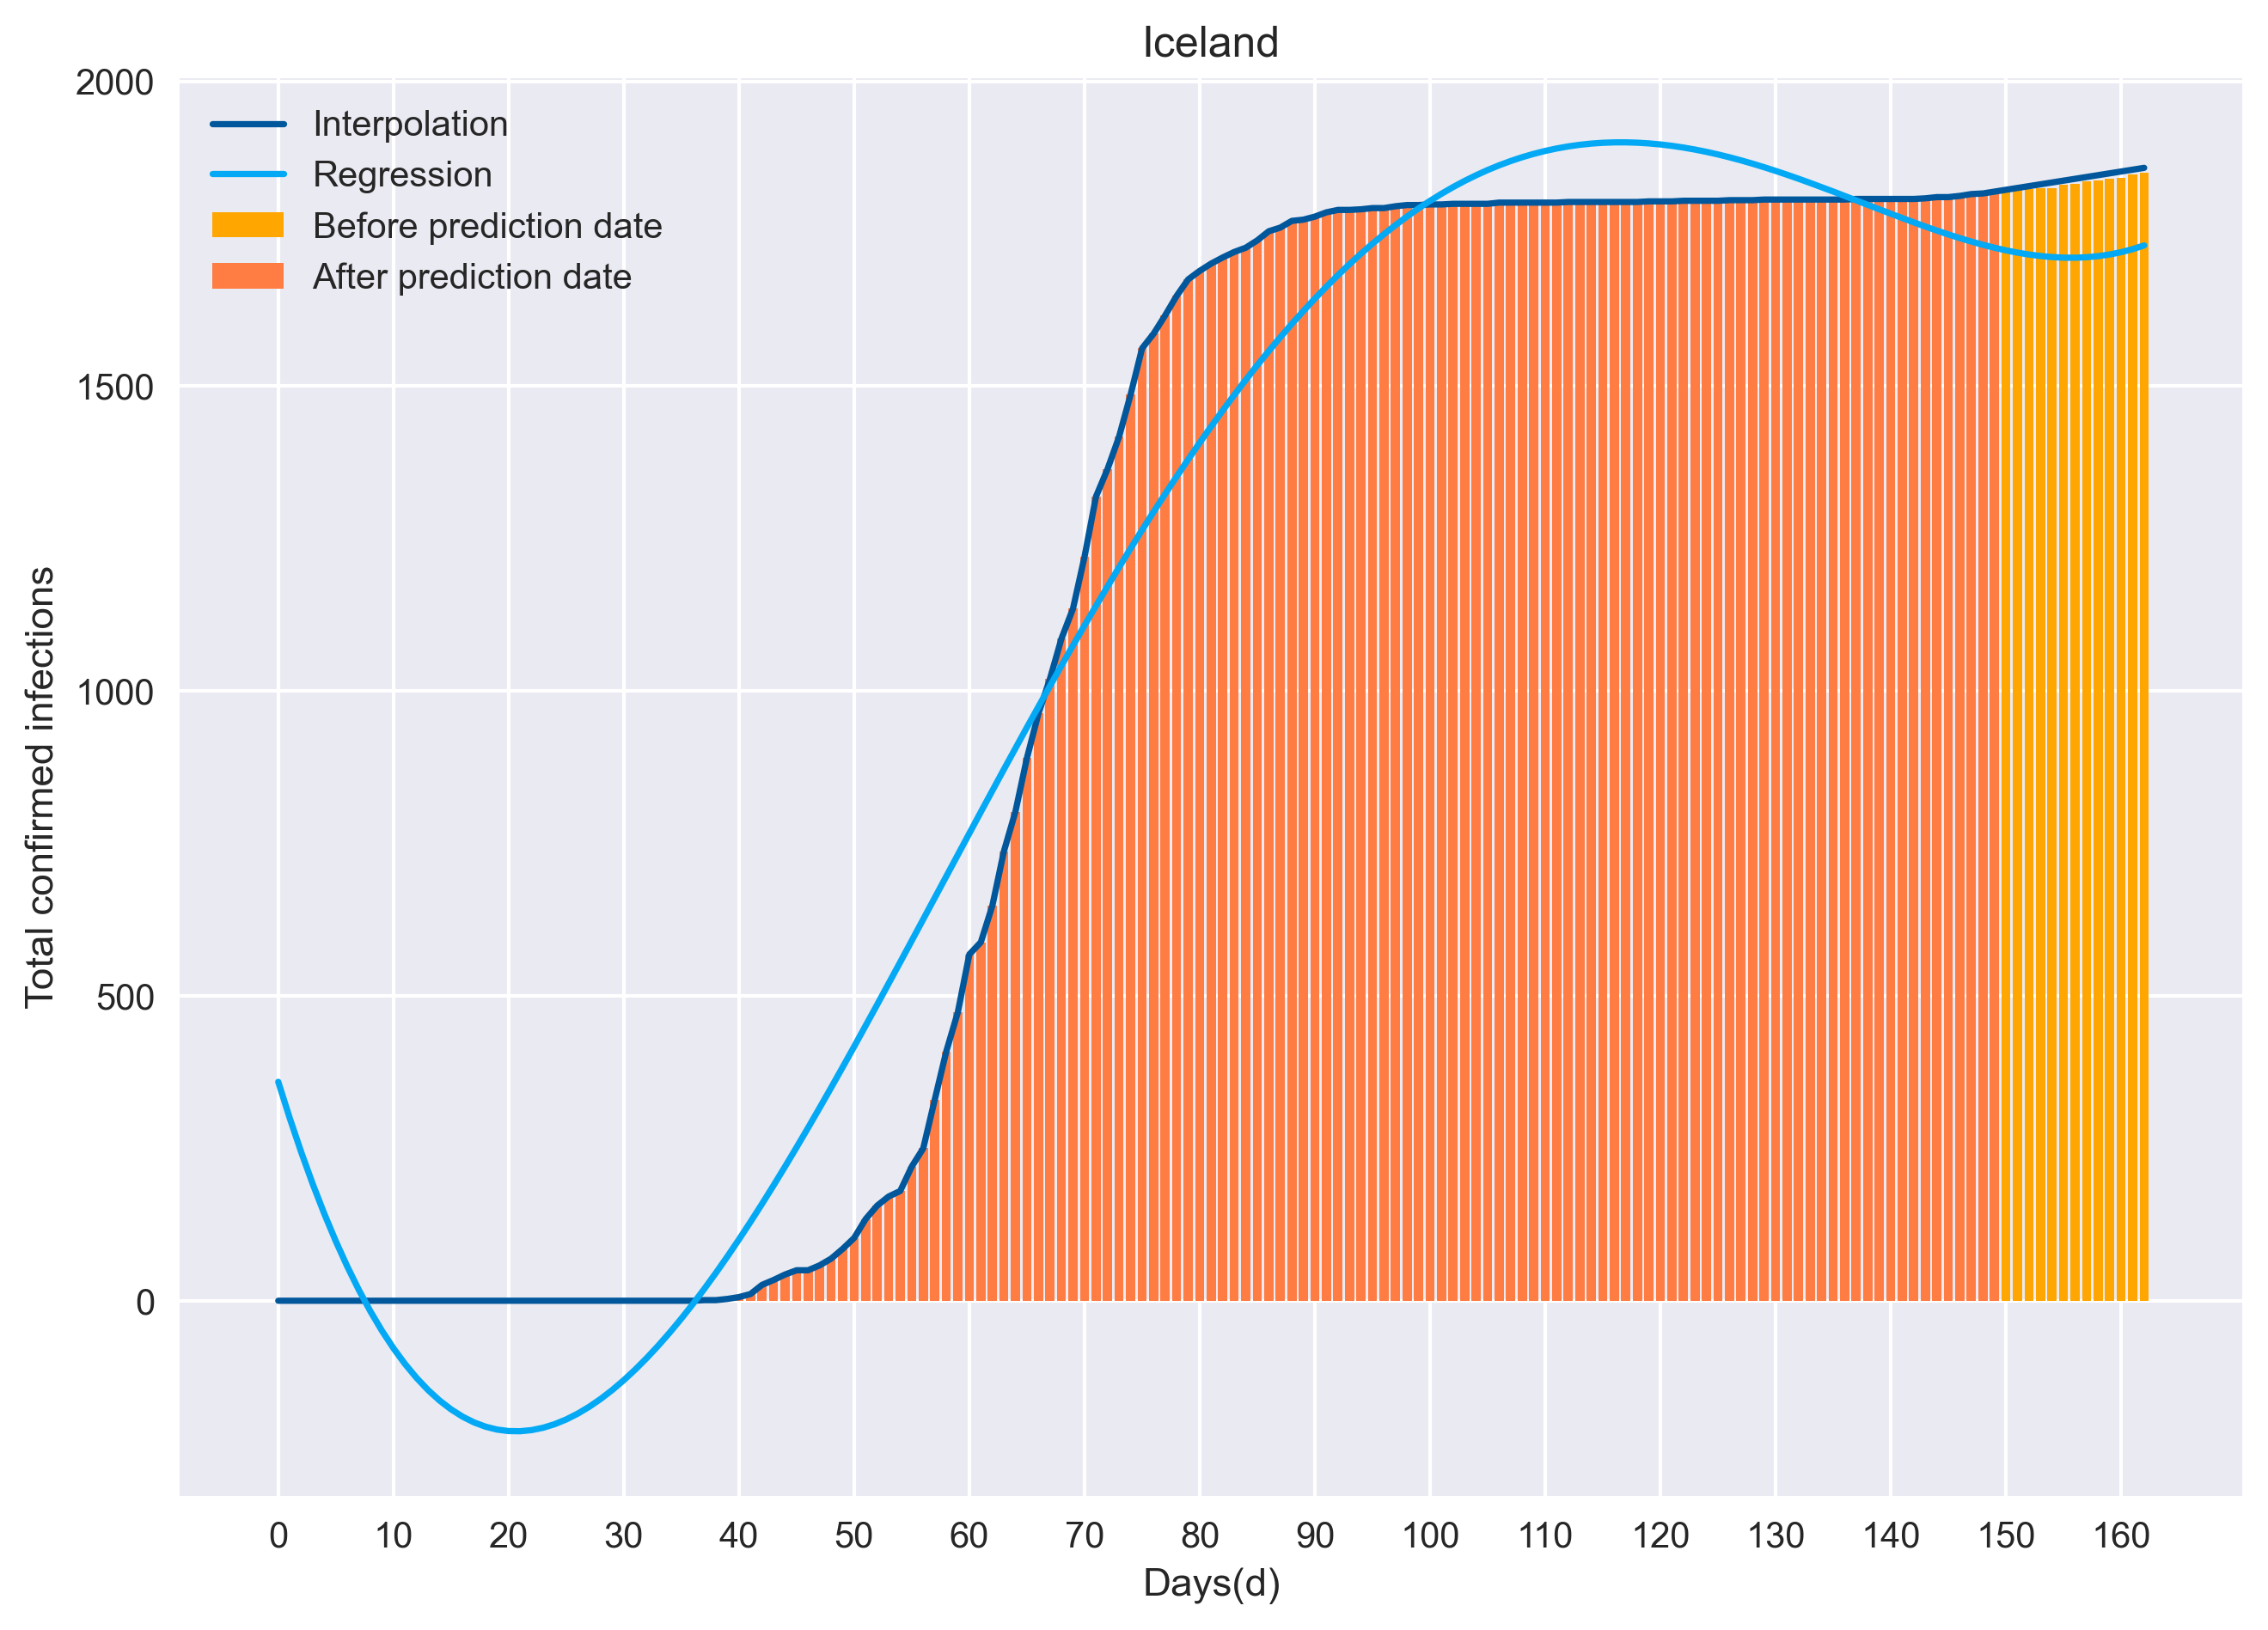 Iceland
Interpolation
Regression
Before prediction date
After prediction date
Total confirmed infections
2000
1500
1000
500
0
0 10 20 30 40 50 60 70 80 90 100 110 120 130 140 150 160
Days(d)